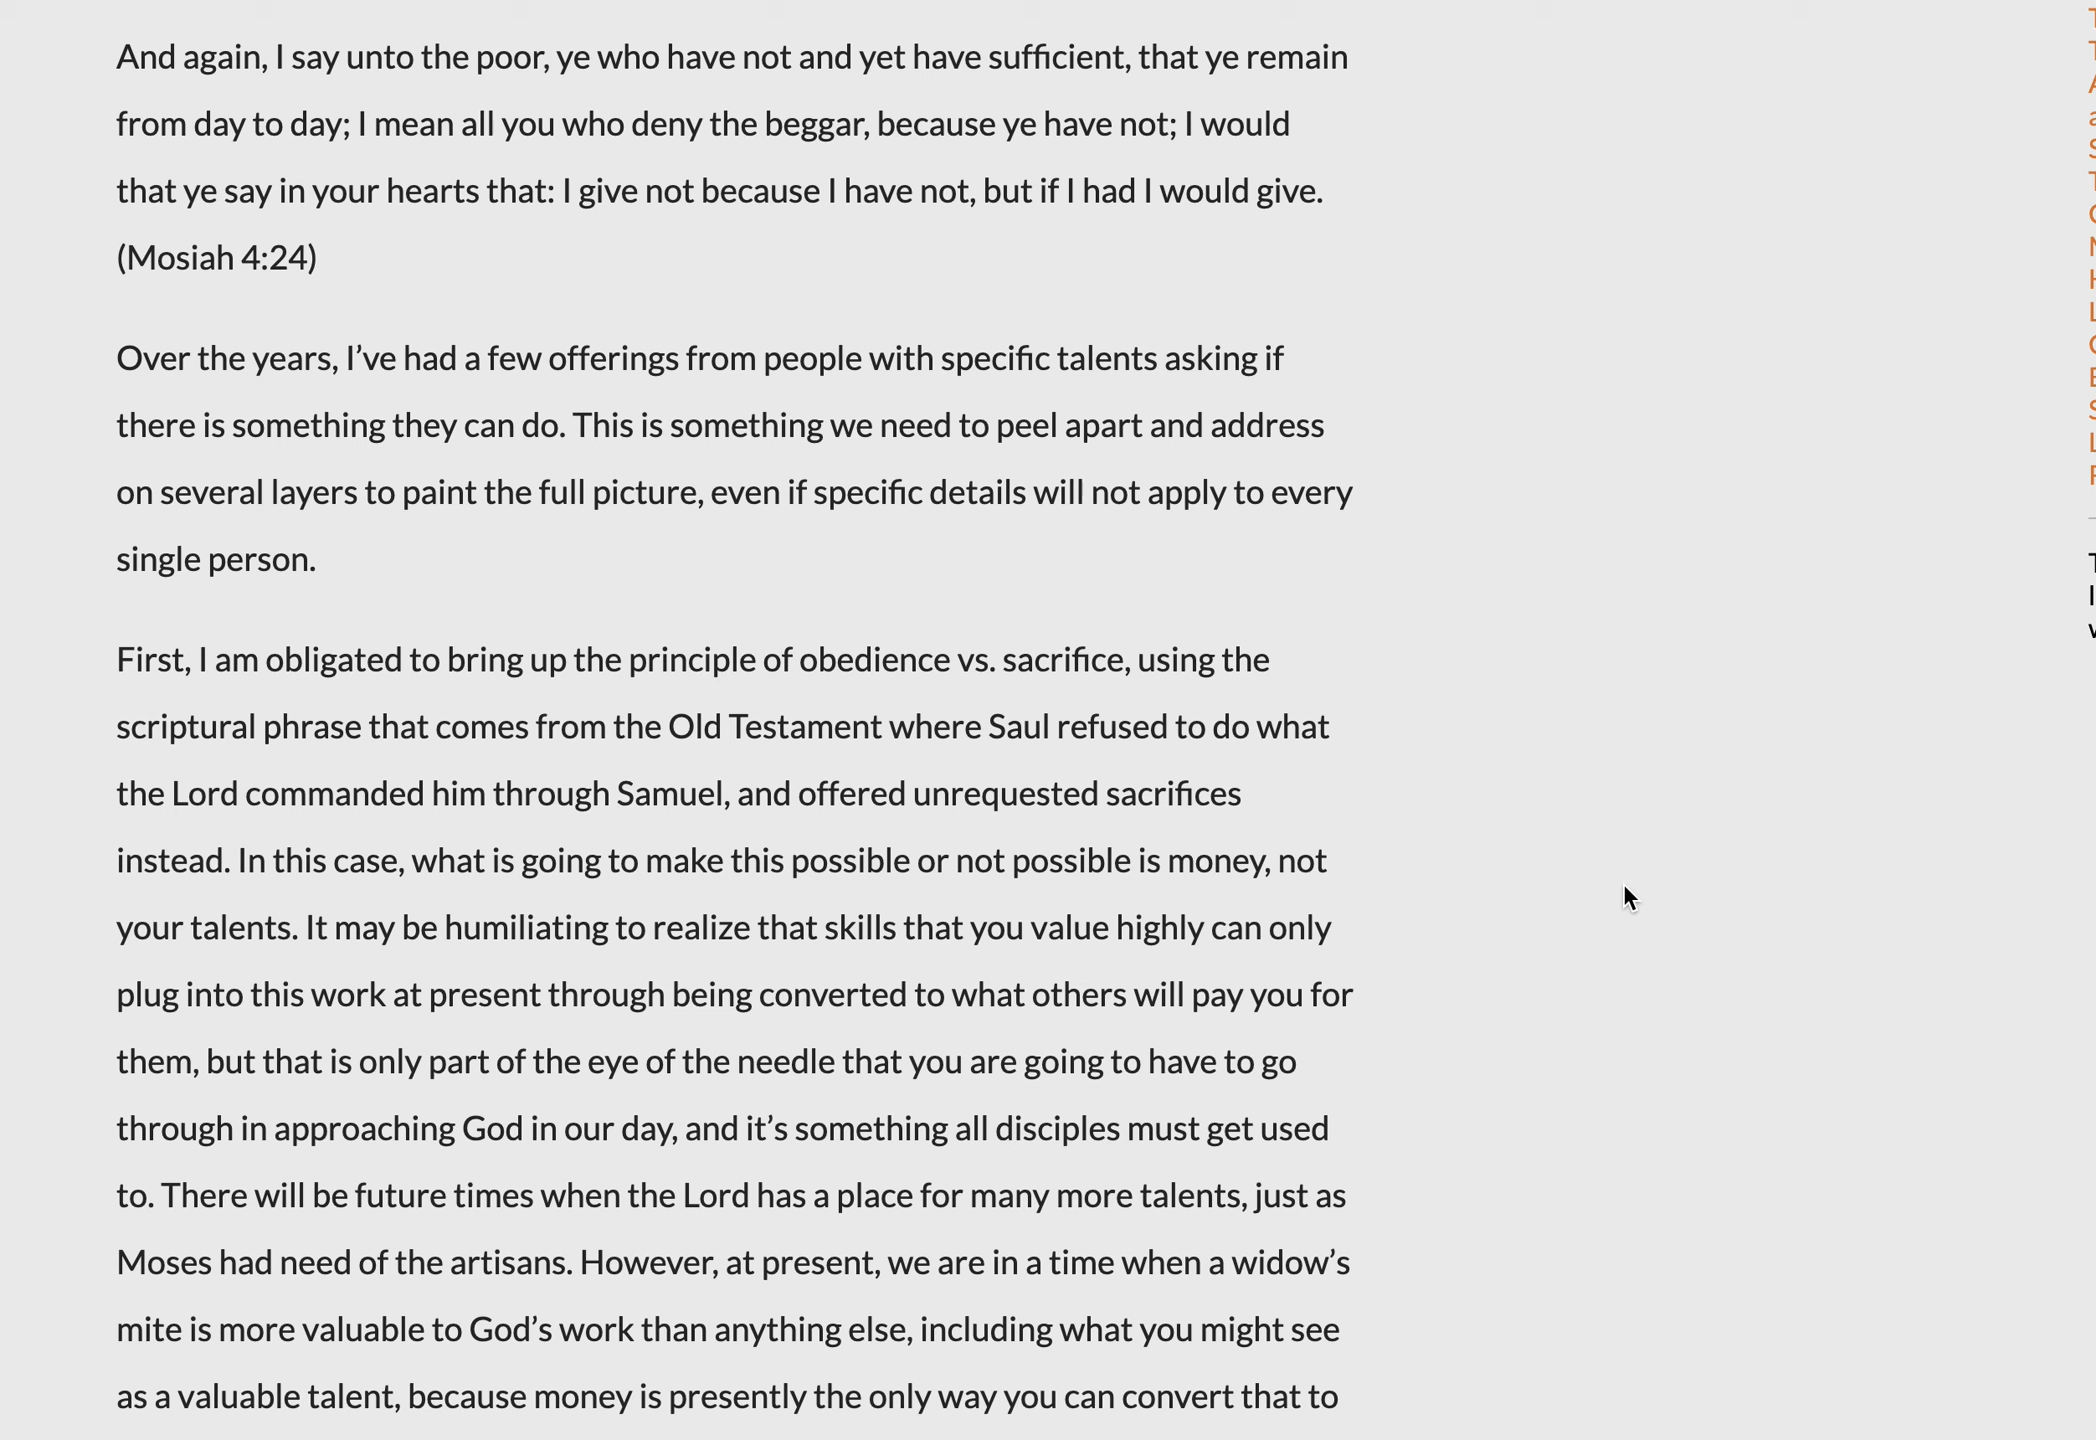 And again, I say unto the poor, ye who have not and yet have sufficient, that ye remain
from day to day; I mean all you who deny the beggar, because ye have not; I would
that ye say in your hearts that: I give not because I have not, but if I had I would give.
(Mosiah 4:24)
Over the years, I’ve had a few offerings from people with specific talents asking if
there is something they can do. This is something we need to peel apart and address
on several layers to paint the full picture, even if specific details will not apply to every
single person.
First, I am obligated to bring up the principle of obedience vs. sacrifice, using the
scriptural phrase that comes from the Old Testament where Saul refused to do what
the Lord commanded him through Samuel, and offered unrequested sacrifices
instead. In this case, what is going to make this possible or not possible is money, not
your talents. It may be humiliating to realize that skills that you value highly can only
plug into this work at present through being converted to what others will pay you for
them, but that is only part of the eye of the needle that you are going to have to go
through in approaching God in our day, and it’s something all disciples must get used
to. There will be future times when the Lord has a place for many more talents, just as
Moses had need of the artisans. However, at present, we are in a time when a widow’s
mite is more valuable to God’s work than anything else, including what you might see
as a valuable talent, because money is presently the only way you can convert that to